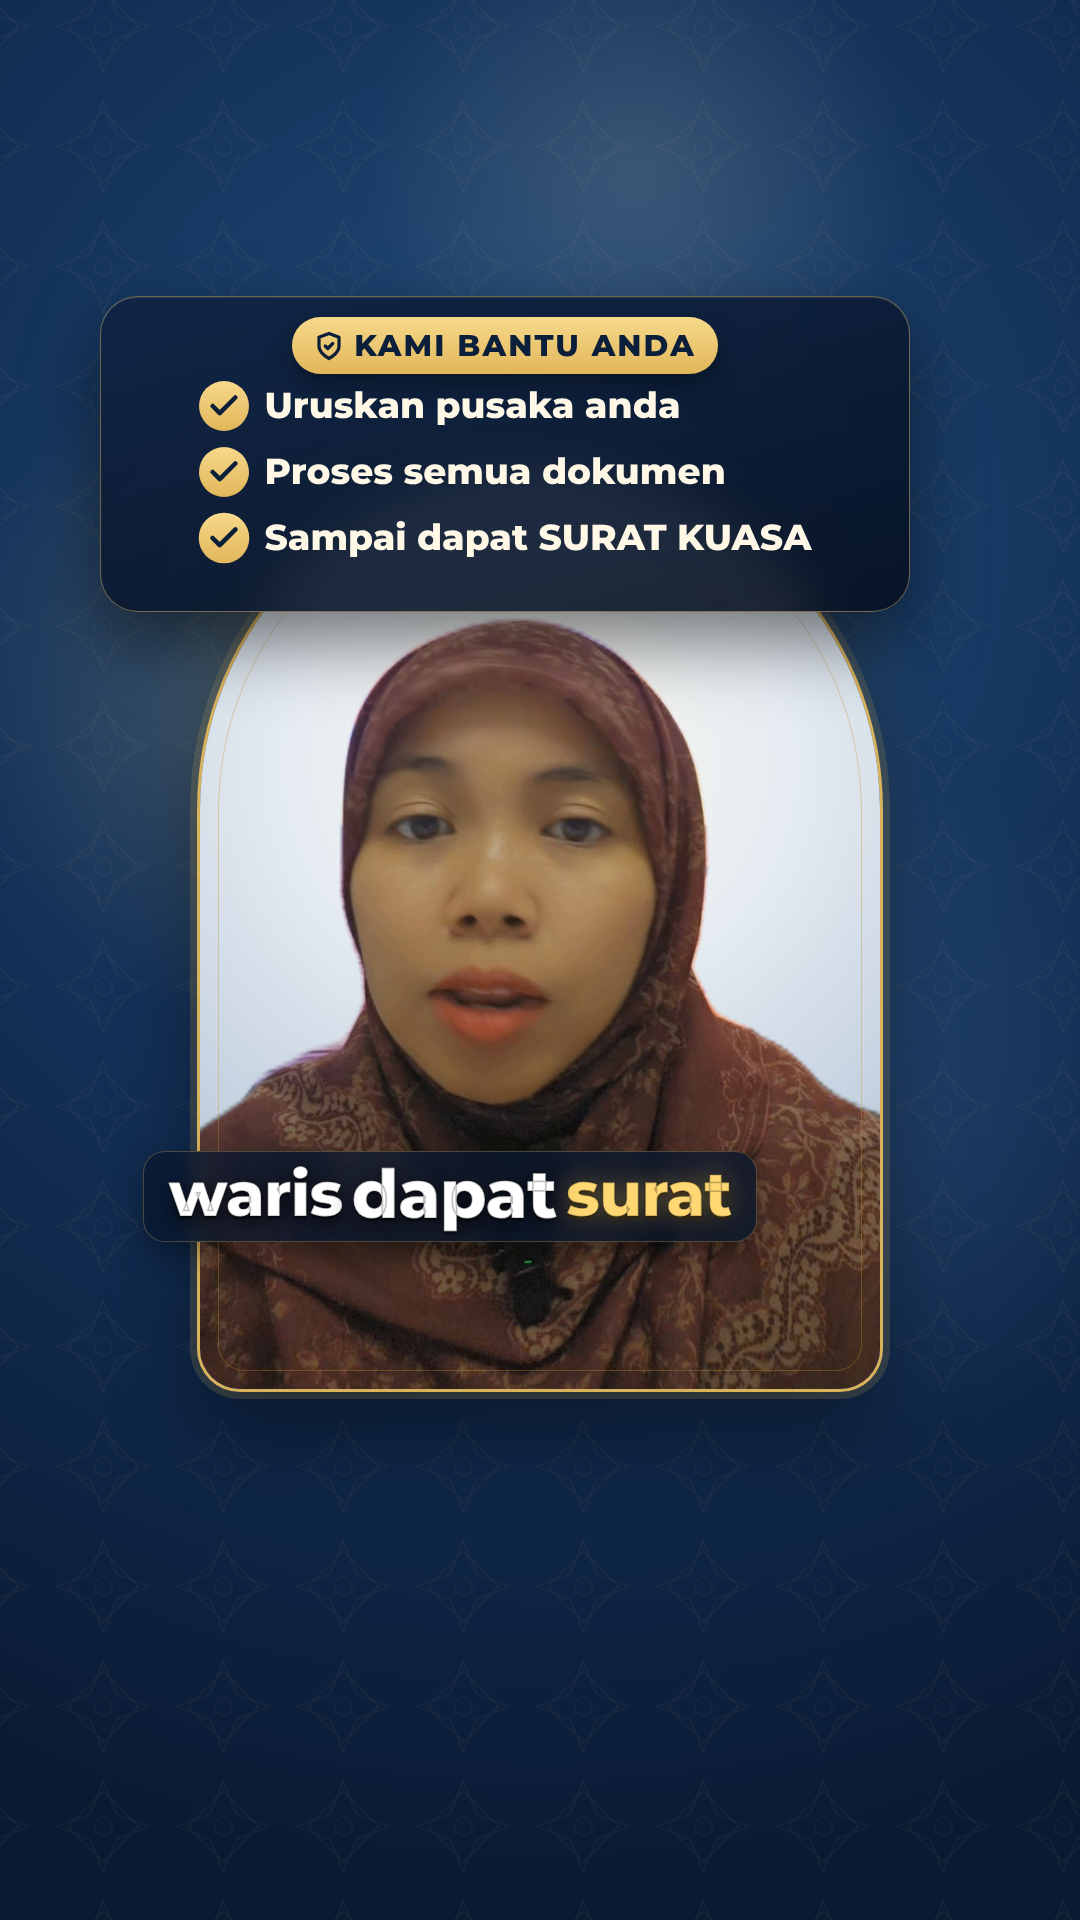 KAMI BANTU ANDA
Uruskan pusaka anda
Proses semua dokumen
Sampai dapat SURAT KUASA
waris dapat surat